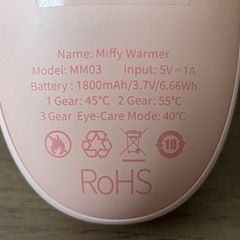 Name: Miffy Warmer
Model: MM03 Input: 5V⎓1A
Battery : 1800mAh/3.7V/6.66Wh
1 Gear: 45°C 2 Gear: 55°C
3 Gear Eye-Care Mode: 40°C
10
RoHS